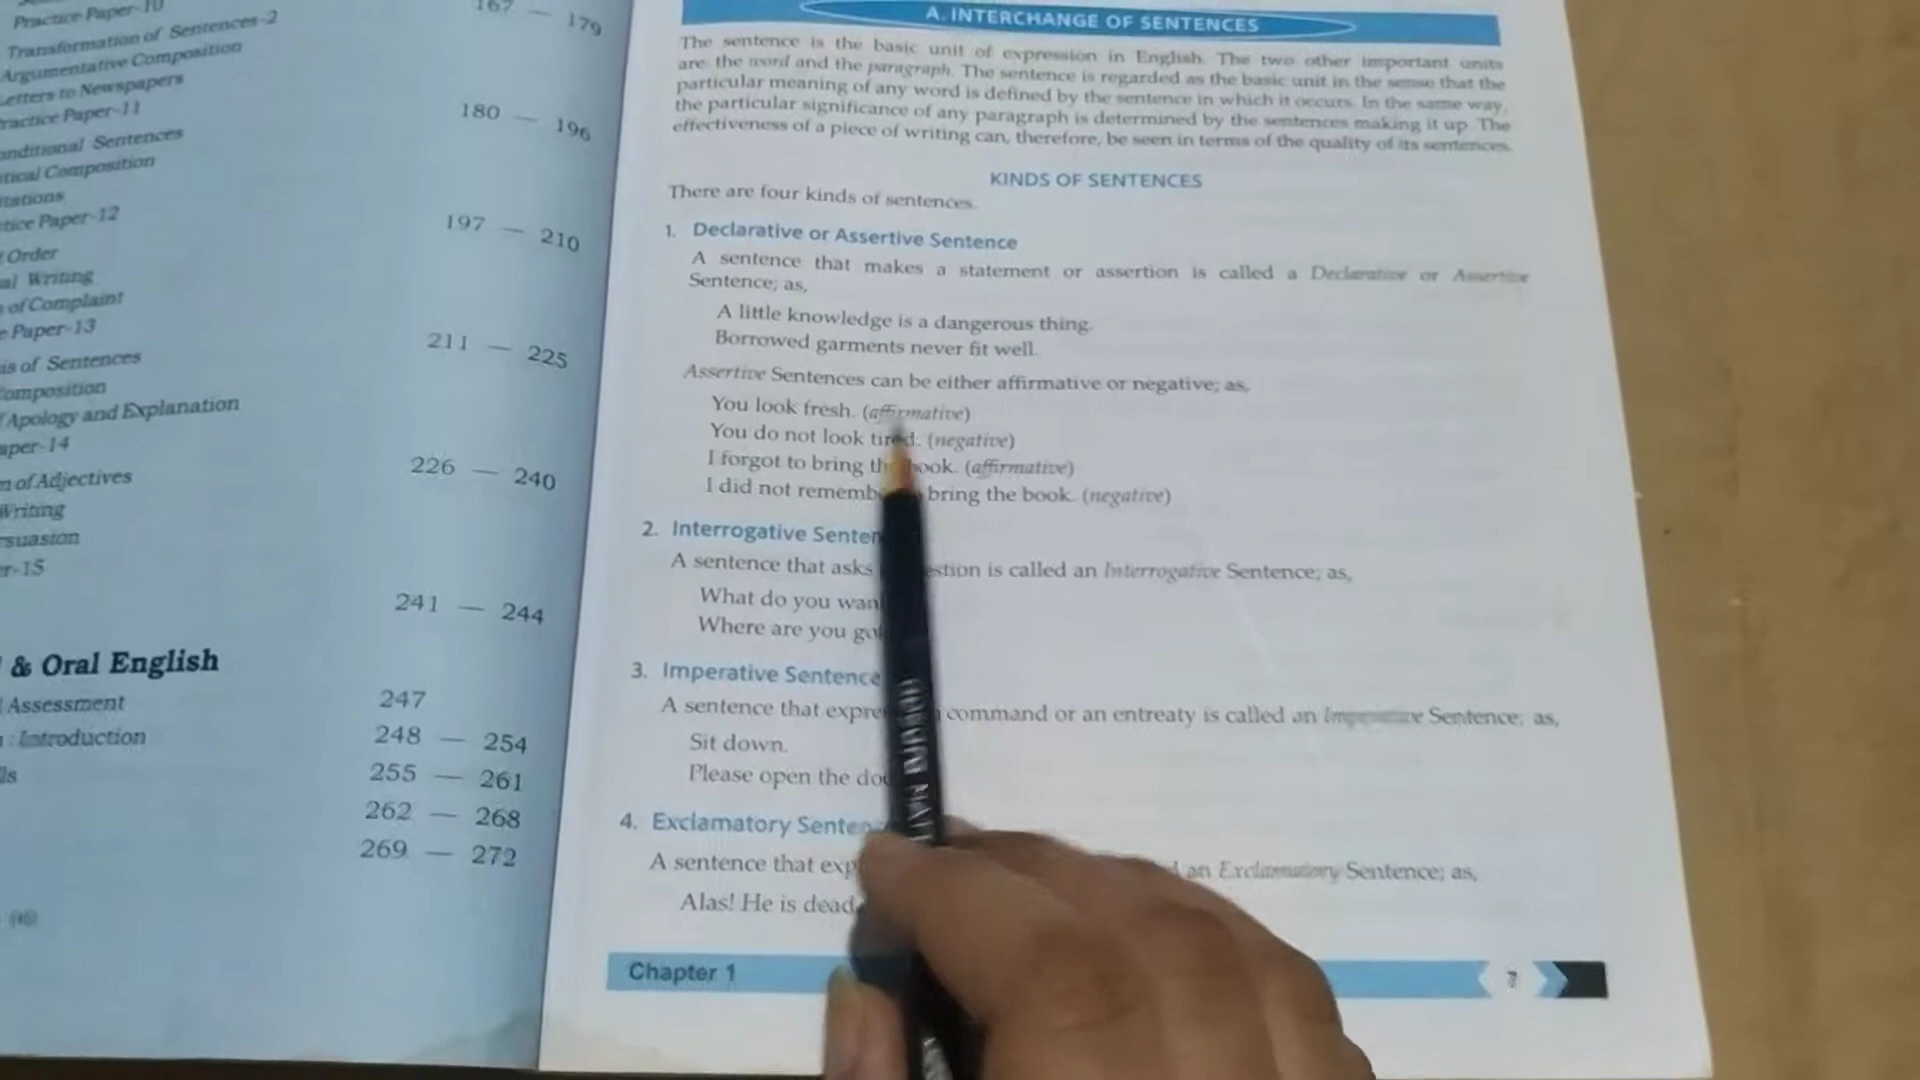 Practice Paper-10
Transformation of Sentences-2
167 — 179
Argumentative Composition
Letters to Newspapers
Practice Paper-11
180 — 196
Conditional Sentences
Composition
tice Paper-12
197 — 210
Order
Writing
of Complaint
Paper-13
211 — 225
of Sentences
omposition
Apology and Explanation
aper-14
226 — 240
of Adjectives
Writing
rsuasion
r-15
241 — 244
& Oral English
Assessment 247
: Introduction 248 — 254
ls 255 — 261
262 — 268
269 — 272
A. INTERCHANGE OF SENTENCES
The sentence is the basic unit of expression in English. The two other important units
are the word and the paragraph. The sentence is regarded as the basic unit in the sense that the
particular meaning of any word is defined by the sentence in which it occurs. In the same way,
the particular significance of any paragraph is determined by the sentences making it up. The
effectiveness of a piece of writing can, therefore, be seen in terms of the quality of its sentences.
KINDS OF SENTENCES
There are four kinds of sentences.
1. Declarative or Assertive Sentence
A sentence that makes a statement or assertion is called a Declarative or Assertive
Sentence; as,
A little knowledge is a dangerous thing.
Borrowed garments never fit well.
Assertive Sentences can be either affirmative or negative; as,
You look fresh. (affirmative)
You do not look tired. (negative)
I forgot to bring the book. (affirmative)
I did not remember bring the book. (negative)
2. Interrogative Senten
A sentence that asks estion is called an Interrogative Sentence; as,
What do you wan
Where are you go
3. Imperative Sentence
A sentence that expre command or an entreaty is called an Imperative Sentence; as,
Sit down.
Please open the do
4. Exclamatory Senten
A sentence that exp an Exclamatory Sentence; as,
Alas! He is dead
Chapter 1
7